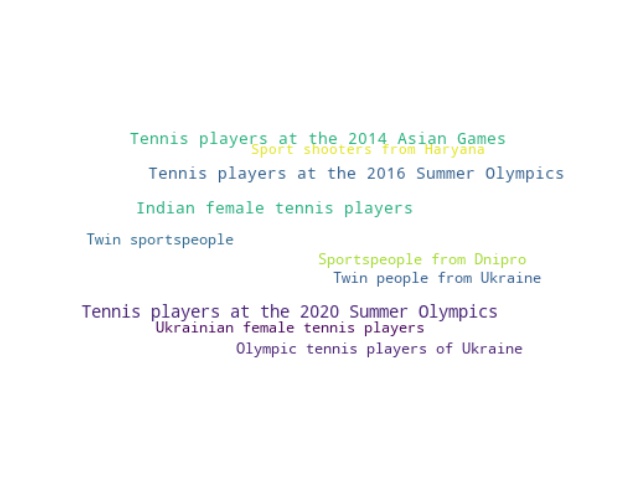 Tennis players at the 2014 Asian Games
Sport shooters from Haryana
Tennis players at the 2016 Summer Olympics
Indian female tennis players
Twin sportspeople
Sportspeople from Dnipro
Twin people from Ukraine
Tennis players at the 2020 Summer Olympics
Ukrainian female tennis players
Olympic tennis players of Ukraine